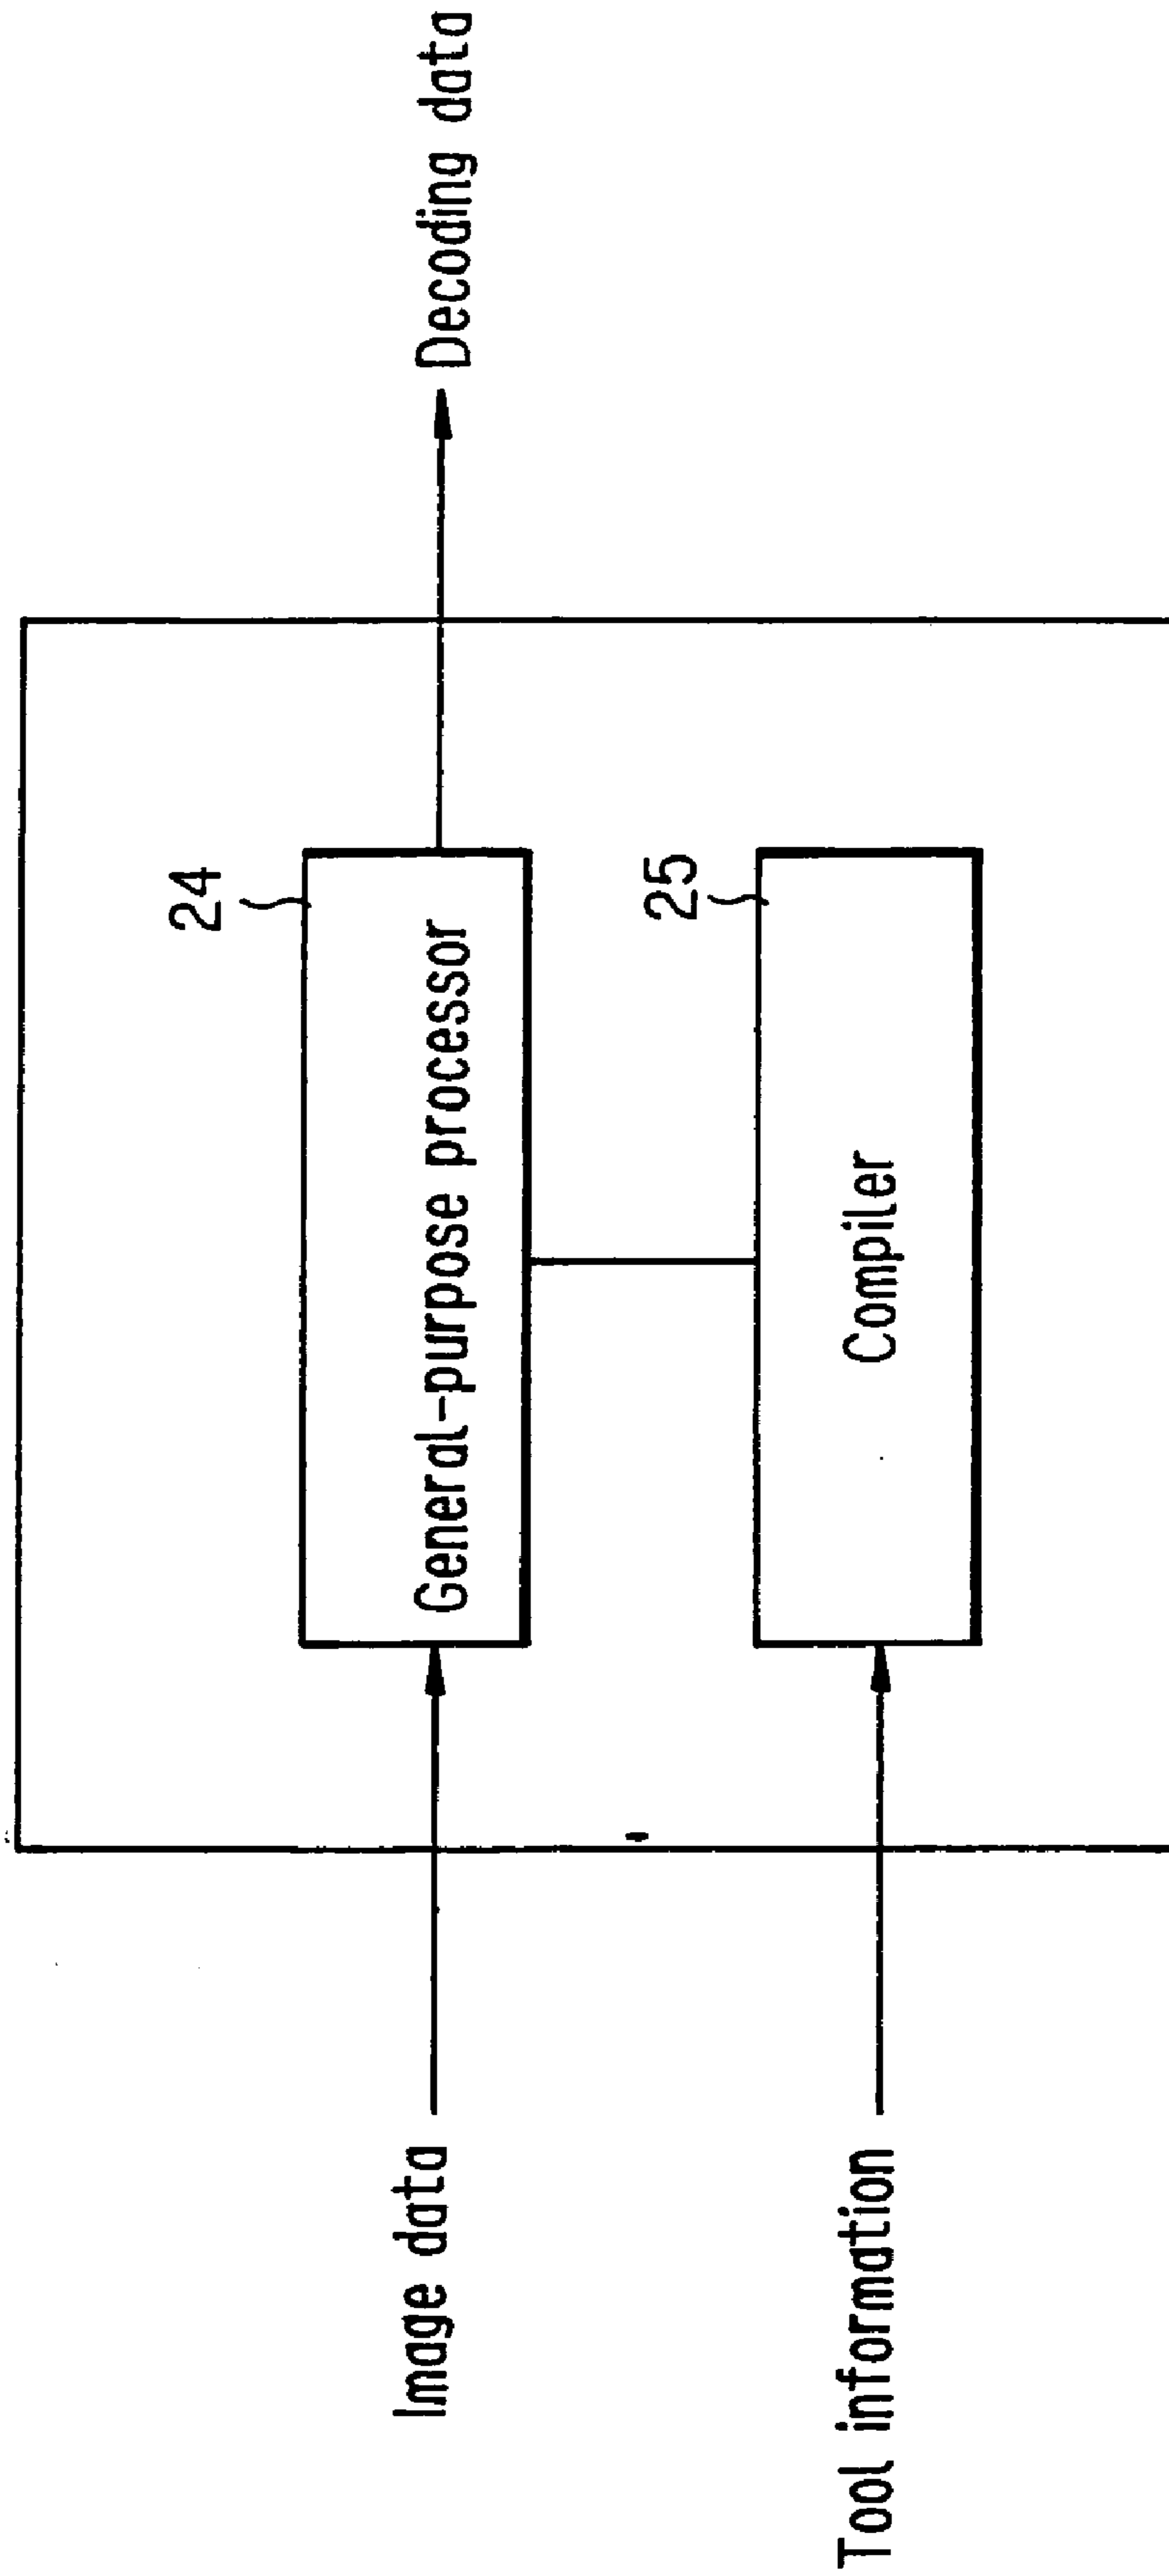 24
Image data
General-purpose processor
Decoding data
25
Tool information
Compiler